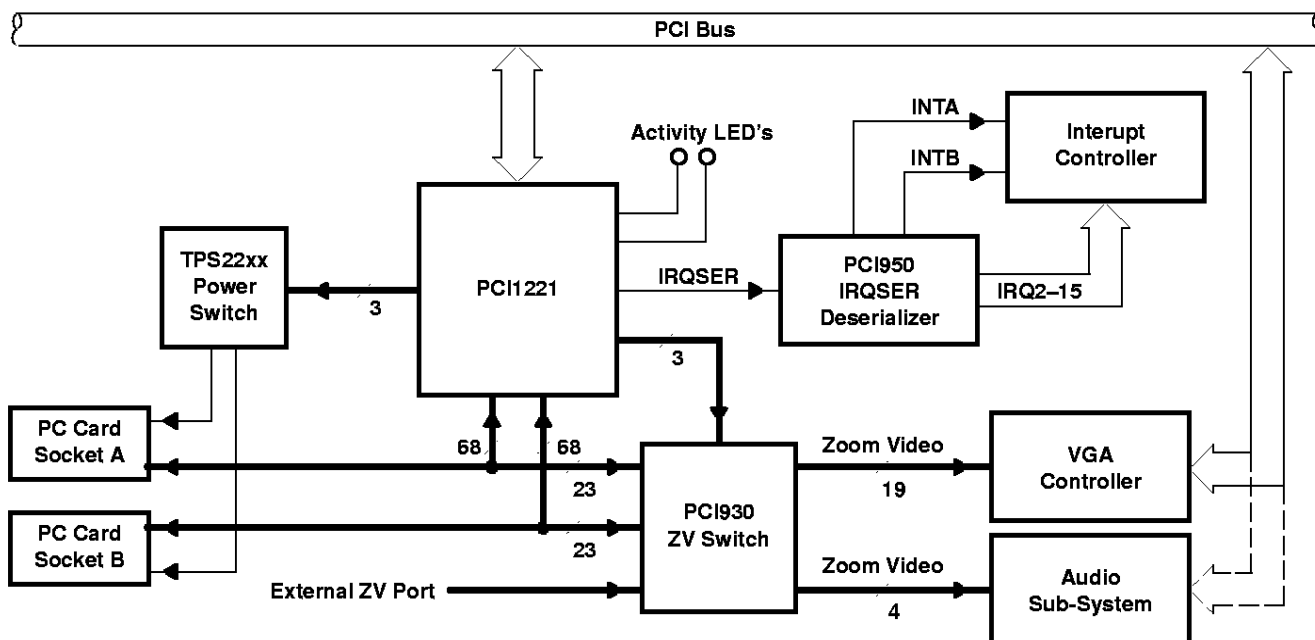 PCI Bus
Activity LED's
INTA
INTB
Interupt
Controller
TPS22xx
Power
Switch
3
PCI1221
IRQSER
PCI950
IRQSER
Deserializer
IRQ2–15
3
PC Card
Socket A
68
68
23
Zoom Video
19
VGA
Controller
PC Card
Socket B
23
PCI930
ZV Switch
External ZV Port
Zoom Video
4
Audio
Sub-System